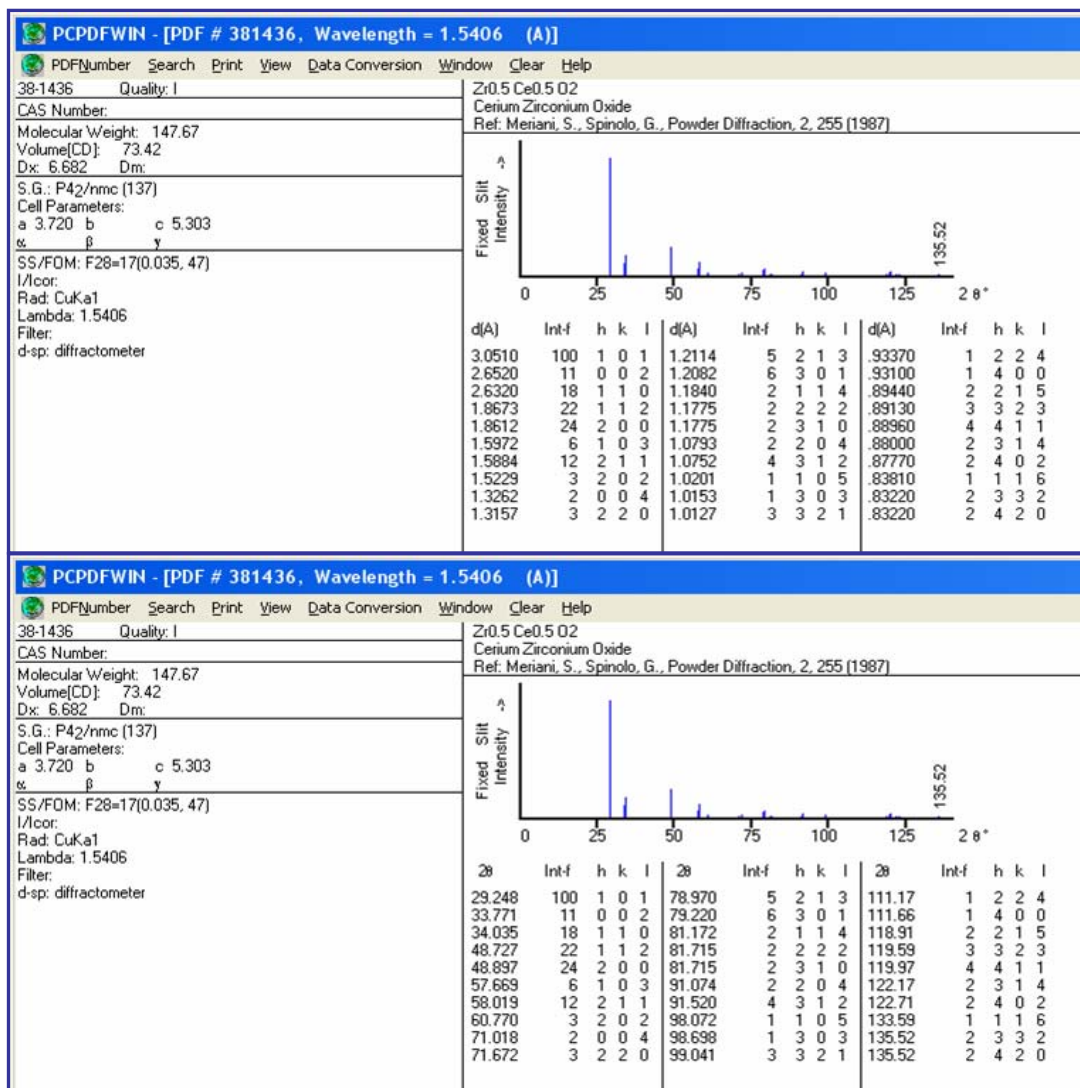 PCPDFWIN - [PDF # 381436, Wavelength = 1.5406 (A)]
PDFNumber Search Print View Data Conversion Window Clear Help
38-1436 Quality: I
CAS Number:
Molecular Weight: 147.67
Volume[CD]: 73.42
Dx: 6.682 Dm:
S.G.: P42/nmc (137)
Cell Parameters:
a 3.720 b c 5.303
α β γ
SS/FOM: F28=17(0.035, 47)
I/Icor:
Rad: CuKa1
Lambda: 1.5406
Filter:
d-sp: diffractometer
Zr0.5 Ce0.5 O2
Cerium Zirconium Oxide
Ref: Meriani, S., Spinolo, G., Powder Diffraction, 2, 255 (1987)
Fixed Slit
Intensity ->
135.52
0 25 50 75 100 125 2 θ°
d(A) Int-f h k l d(A) Int-f h k l d(A) Int-f h k l
3.0510 100 1 0 1 1.2114 5 2 1 3 .93370 1 2 2 4
2.6520 11 0 0 2 1.2082 6 3 0 1 .93100 1 4 0 0
2.6320 18 1 1 0 1.1840 2 1 1 4 .89440 2 2 1 5
1.8673 22 1 1 2 1.1775 2 2 2 2 .89130 3 3 2 3
1.8612 24 2 0 0 1.1775 2 3 1 0 .88960 4 4 1 1
1.5972 6 1 0 3 1.0793 2 2 0 4 .88000 2 3 1 4
1.5884 12 2 1 1 1.0752 4 3 1 2 .87770 2 4 0 2
1.5229 3 2 0 2 1.0201 1 1 0 5 .83810 1 1 1 6
1.3262 2 0 0 4 1.0153 1 3 0 3 .83220 2 3 3 2
1.3157 3 2 2 0 1.0127 3 3 2 1 .83220 2 4 2 0
PCPDFWIN - [PDF # 381436, Wavelength = 1.5406 (A)]
PDFNumber Search Print View Data Conversion Window Clear Help
38-1436 Quality: I
CAS Number:
Molecular Weight: 147.67
Volume[CD]: 73.42
Dx: 6.682 Dm:
S.G.: P42/nmc (137)
Cell Parameters:
a 3.720 b c 5.303
α β γ
SS/FOM: F28=17(0.035, 47)
I/Icor:
Rad: CuKa1
Lambda: 1.5406
Filter:
d-sp: diffractometer
Zr0.5 Ce0.5 O2
Cerium Zirconium Oxide
Ref: Meriani, S., Spinolo, G., Powder Diffraction, 2, 255 (1987)
Fixed Slit
Intensity ->
135.52
0 25 50 75 100 125 2 θ°
2θ Int-f h k l 2θ Int-f h k l 2θ Int-f h k l
29.248 100 1 0 1 78.970 5 2 1 3 111.17 1 2 2 4
33.771 11 0 0 2 79.220 6 3 0 1 111.66 1 4 0 0
34.035 18 1 1 0 81.172 2 1 1 4 118.91 2 2 1 5
48.727 22 1 1 2 81.715 2 2 2 2 119.59 3 3 2 3
48.897 24 2 0 0 81.715 2 3 1 0 119.97 4 4 1 1
57.669 6 1 0 3 91.074 2 2 0 4 122.17 2 3 1 4
58.019 12 2 1 1 91.520 4 3 1 2 122.71 2 4 0 2
60.770 3 2 0 2 98.072 1 1 0 5 133.59 1 1 1 6
71.018 2 0 0 4 98.698 1 3 0 3 135.52 2 3 3 2
71.672 3 2 2 0 99.041 3 3 2 1 135.52 2 4 2 0